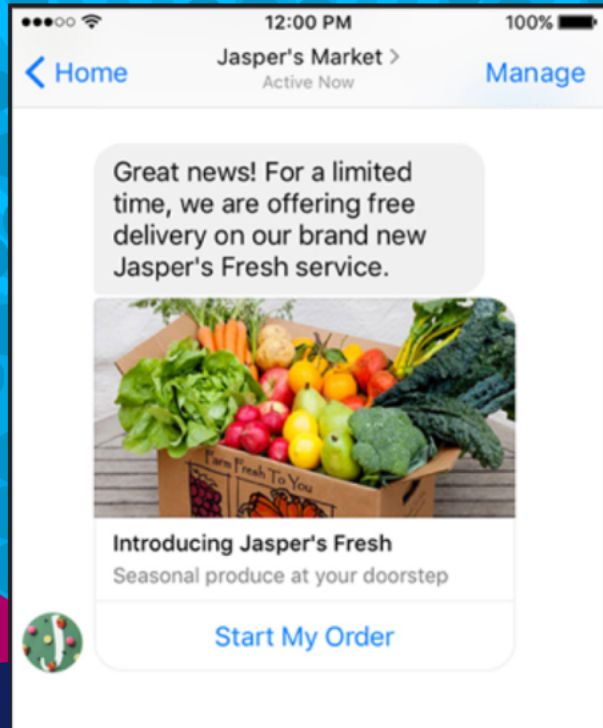 12:00 PM
100%
Home
Jasper's Market >
Active Now
Manage
Great news! For a limited
time, we are offering free
delivery on our brand new
Jasper's Fresh service.
Farm Fresh To You
Introducing Jasper's Fresh
Seasonal produce at your doorstep
Start My Order